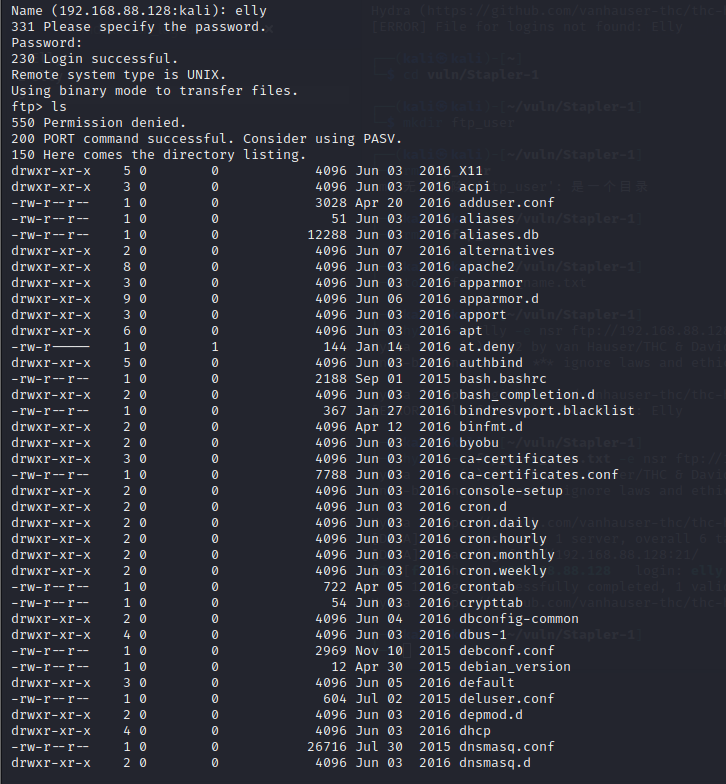 Name (192.168.88.128:kali): elly
331 Please specify the password.
Password:
230 Login successful.
Remote system type is UNIX.
Using binary mode to transfer files.
ftp> ls
550 Permission denied.
200 PORT command successful. Consider using PASV.
150 Here comes the directory listing.
drwxr-xr-x    5 0        0            4096 Jun 03  2016 X11
drwxr-xr-x    3 0        0            4096 Jun 03  2016 acpi
-rw-r--r--    1 0        0            3028 Apr 20  2016 adduser.conf
-rw-r--r--    1 0        0              51 Jun 03  2016 aliases
-rw-r--r--    1 0        0           12288 Jun 03  2016 aliases.db
drwxr-xr-x    2 0        0            4096 Jun 07  2016 alternatives
drwxr-xr-x    8 0        0            4096 Jun 03  2016 apache2
drwxr-xr-x    3 0        0            4096 Jun 03  2016 apparmor
drwxr-xr-x    9 0        0            4096 Jun 06  2016 apparmor.d
drwxr-xr-x    3 0        0            4096 Jun 03  2016 apport
drwxr-xr-x    6 0        0            4096 Jun 03  2016 apt
-rw-r-----    1 0        1             144 Jan 14  2016 at.deny
drwxr-xr-x    5 0        0            4096 Jun 03  2016 authbind
-rw-r--r--    1 0        0            2188 Sep 01  2015 bash.bashrc
drwxr-xr-x    2 0        0            4096 Jun 03  2016 bash_completion.d
-rw-r--r--    1 0        0             367 Jan 27  2016 bindresvport.blacklist
drwxr-xr-x    2 0        0            4096 Apr 12  2016 binfmt.d
drwxr-xr-x    2 0        0            4096 Jun 03  2016 byobu
drwxr-xr-x    3 0        0            4096 Jun 03  2016 ca-certificates
-rw-r--r--    1 0        0            7788 Jun 03  2016 ca-certificates.conf
drwxr-xr-x    2 0        0            4096 Jun 03  2016 console-setup
drwxr-xr-x    2 0        0            4096 Jun 03  2016 cron.d
drwxr-xr-x    2 0        0            4096 Jun 03  2016 cron.daily
drwxr-xr-x    2 0        0            4096 Jun 03  2016 cron.hourly
drwxr-xr-x    2 0        0            4096 Jun 03  2016 cron.monthly
drwxr-xr-x    2 0        0            4096 Jun 03  2016 cron.weekly
-rw-r--r--    1 0        0             722 Apr 05  2016 crontab
-rw-r--r--    1 0        0              54 Jun 03  2016 crypttab
drwxr-xr-x    2 0        0            4096 Jun 04  2016 dbconfig-common
drwxr-xr-x    4 0        0            4096 Jun 03  2016 dbus-1
-rw-r--r--    1 0        0            2969 Nov 10  2015 debconf.conf
-rw-r--r--    1 0        0              12 Apr 30  2015 debian_version
drwxr-xr-x    3 0        0            4096 Jun 05  2016 default
-rw-r--r--    1 0        0             604 Jul 02  2015 deluser.conf
drwxr-xr-x    2 0        0            4096 Jun 03  2016 depmod.d
drwxr-xr-x    4 0        0            4096 Jun 03  2016 dhcp
-rw-r--r--    1 0        0           26716 Jul 30  2015 dnsmasq.conf
drwxr-xr-x    2 0        0            4096 Jun 03  2016 dnsmasq.d